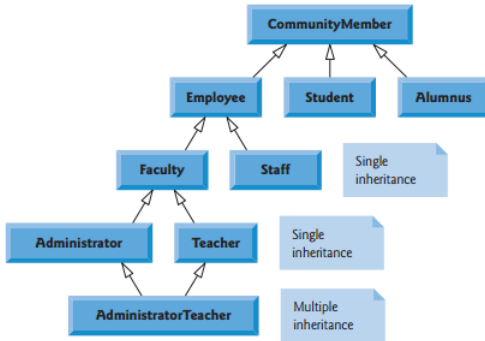 CommunityMember
Employee
Student
Alumnus
Faculty
Staff
Single
inheritance
Administrator
Teacher
Single
inheritance
AdministratorTeacher
Multiple
inheritance